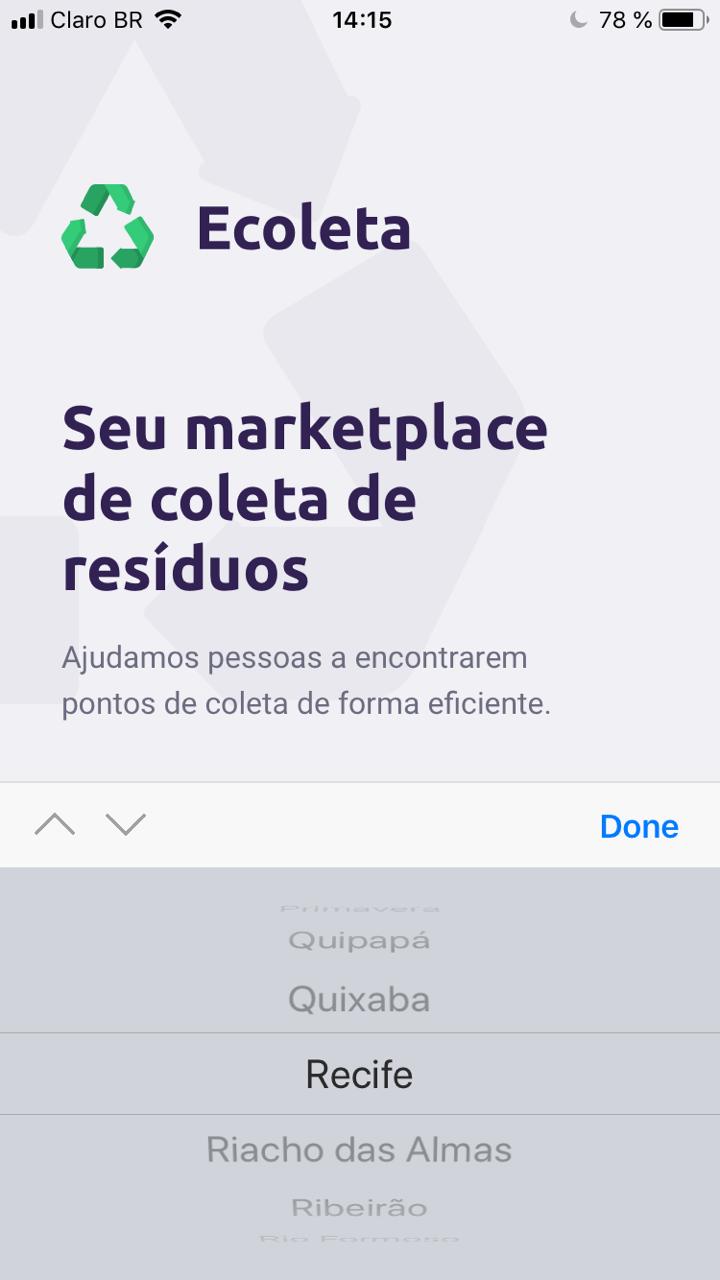 Claro BR
14:15
78 %
Ecoleta
Seu marketplace
de coleta de
resíduos
Ajudamos pessoas a encontrarem
pontos de coleta de forma eficiente.
Done
Primavera
Quipapá
Quixaba
Recife
Riacho das Almas
Ribeirão
Rio Formoso